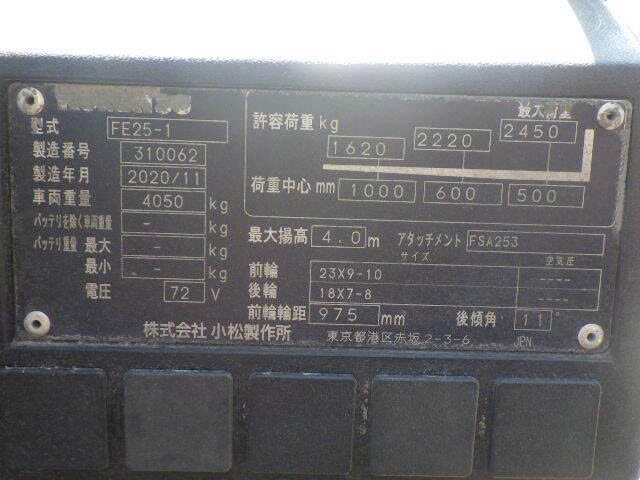 最大荷重
型式 FE25-1
許容荷重 kg 1620 2220 2450
製造番号 310062
製造年月 2020/11
荷重中心 mm 1000 600 500
車両重量 4050 kg
バッテリを除く車両重量 - kg
バッテリ重量 最大 - kg
最小 - kg
電圧 72 V
最大揚高 4.0 m アタッチメント FSA253
サイズ 空気圧
前輪 23X9-10 ----
後輪 18X7-8 ----
前輪輪距 975 mm 後傾角 11°
株式会社 小松製作所 東京都港区赤坂2-3-6 JPN